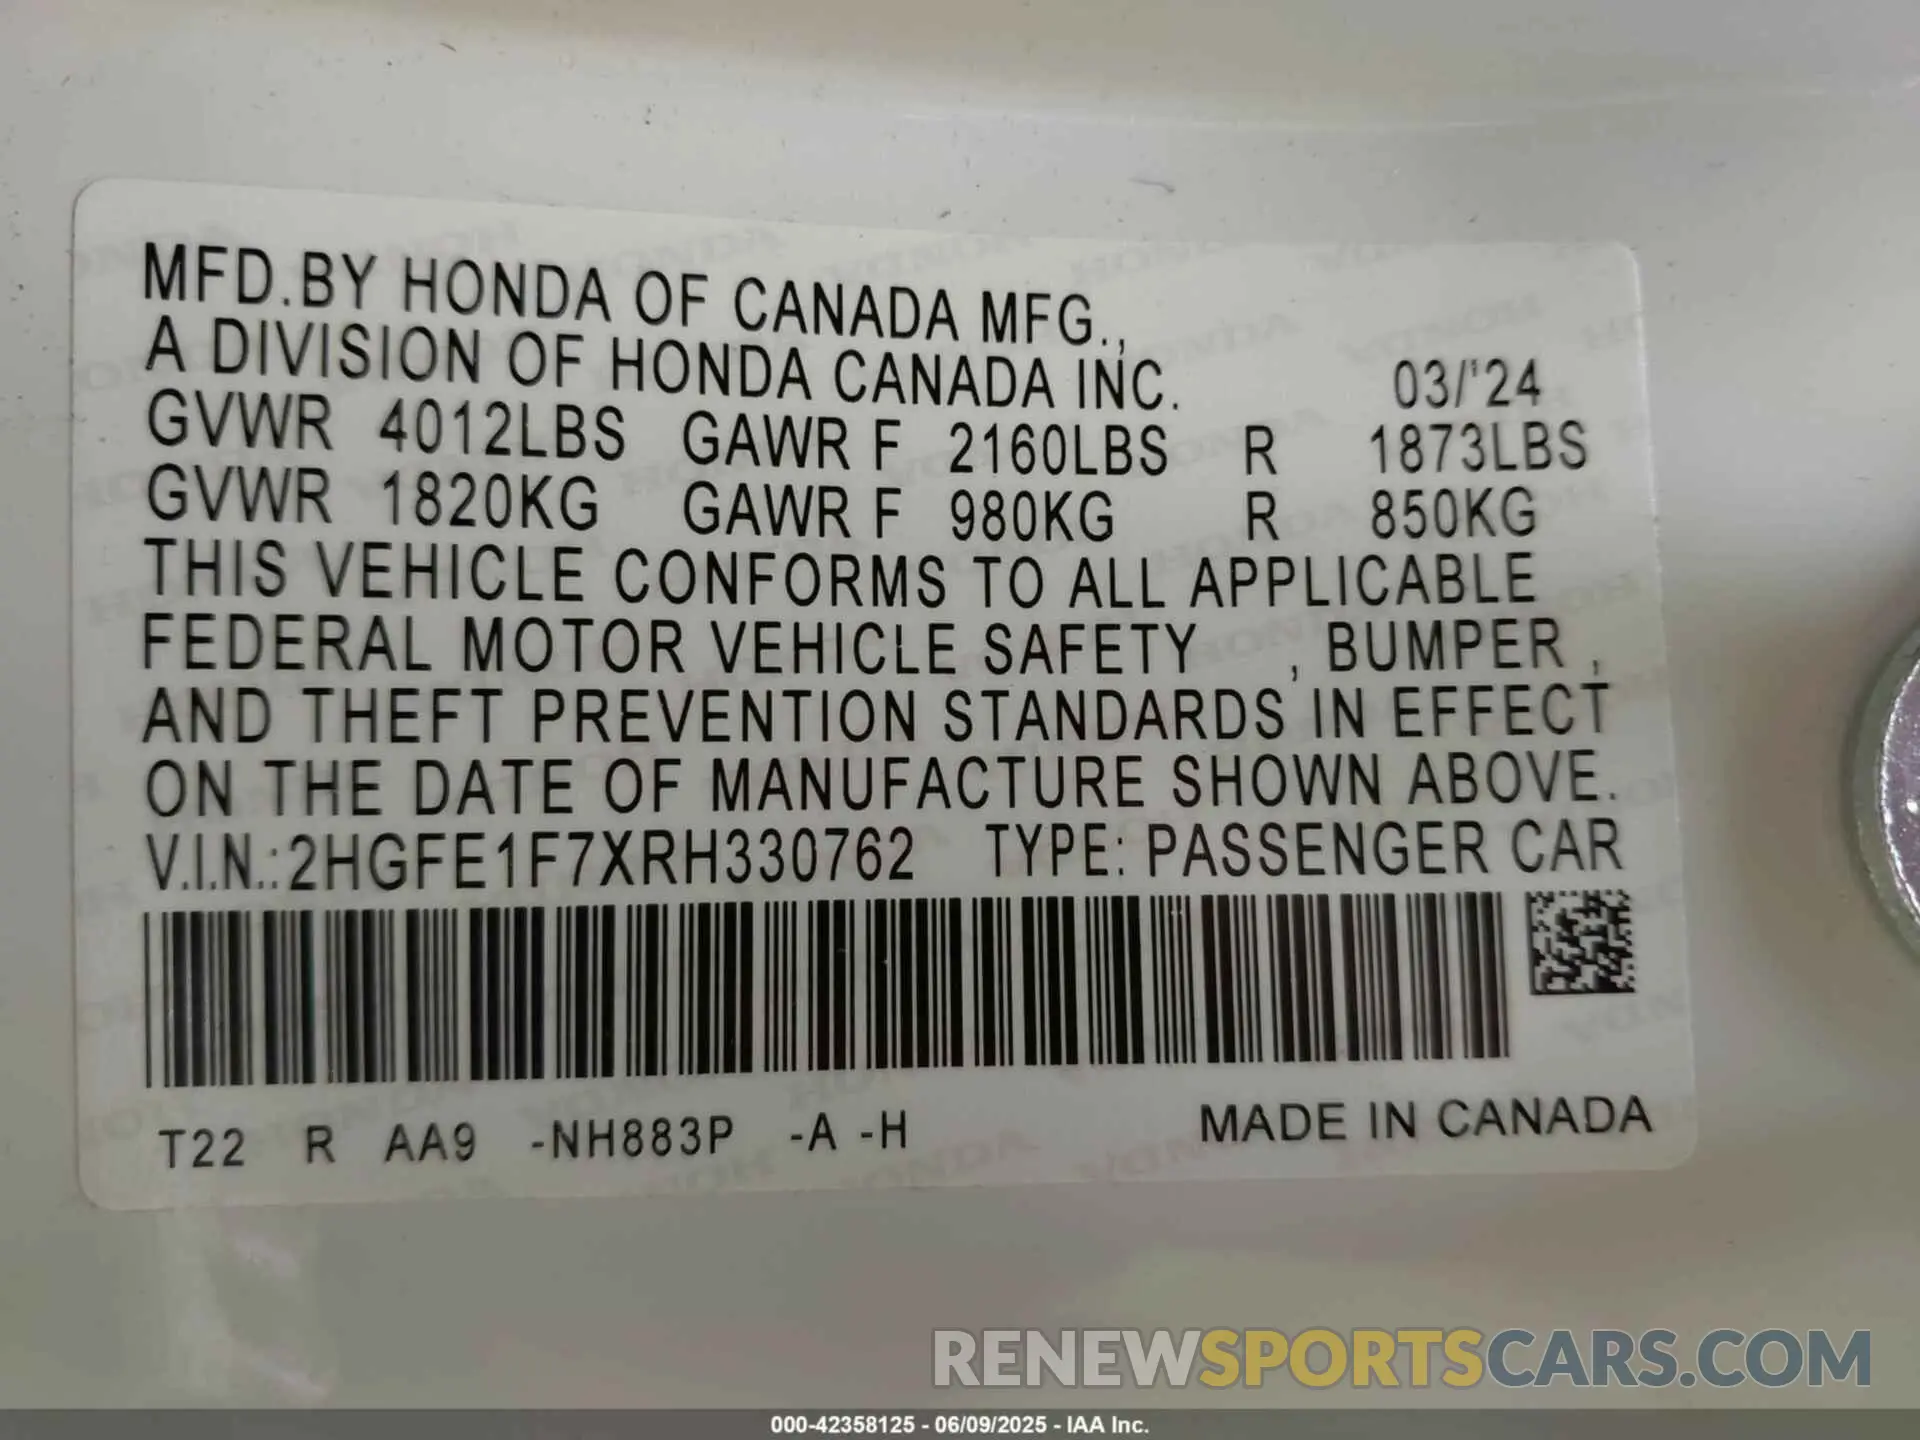 MFD.BY HONDA OF CANADA MFG.,
A DIVISION OF HONDA CANADA INC. 03/'24
GVWR 4012LBS GAWR F 2160LBS R 1873LBS
GVWR 1820KG GAWR F 980KG R 850KG
THIS VEHICLE CONFORMS TO ALL APPLICABLE
FEDERAL MOTOR VEHICLE SAFETY , BUMPER ,
AND THEFT PREVENTION STANDARDS IN EFFECT
ON THE DATE OF MANUFACTURE SHOWN ABOVE.
V.I.N.:2HGFE1F7XRH330762 TYPE: PASSENGER CAR
T22 R AA9 -NH883P -A -H MADE IN CANADA
RENEWSPORTSCARS.COM
000-42358125 - 06/09/2025 - IAA Inc.